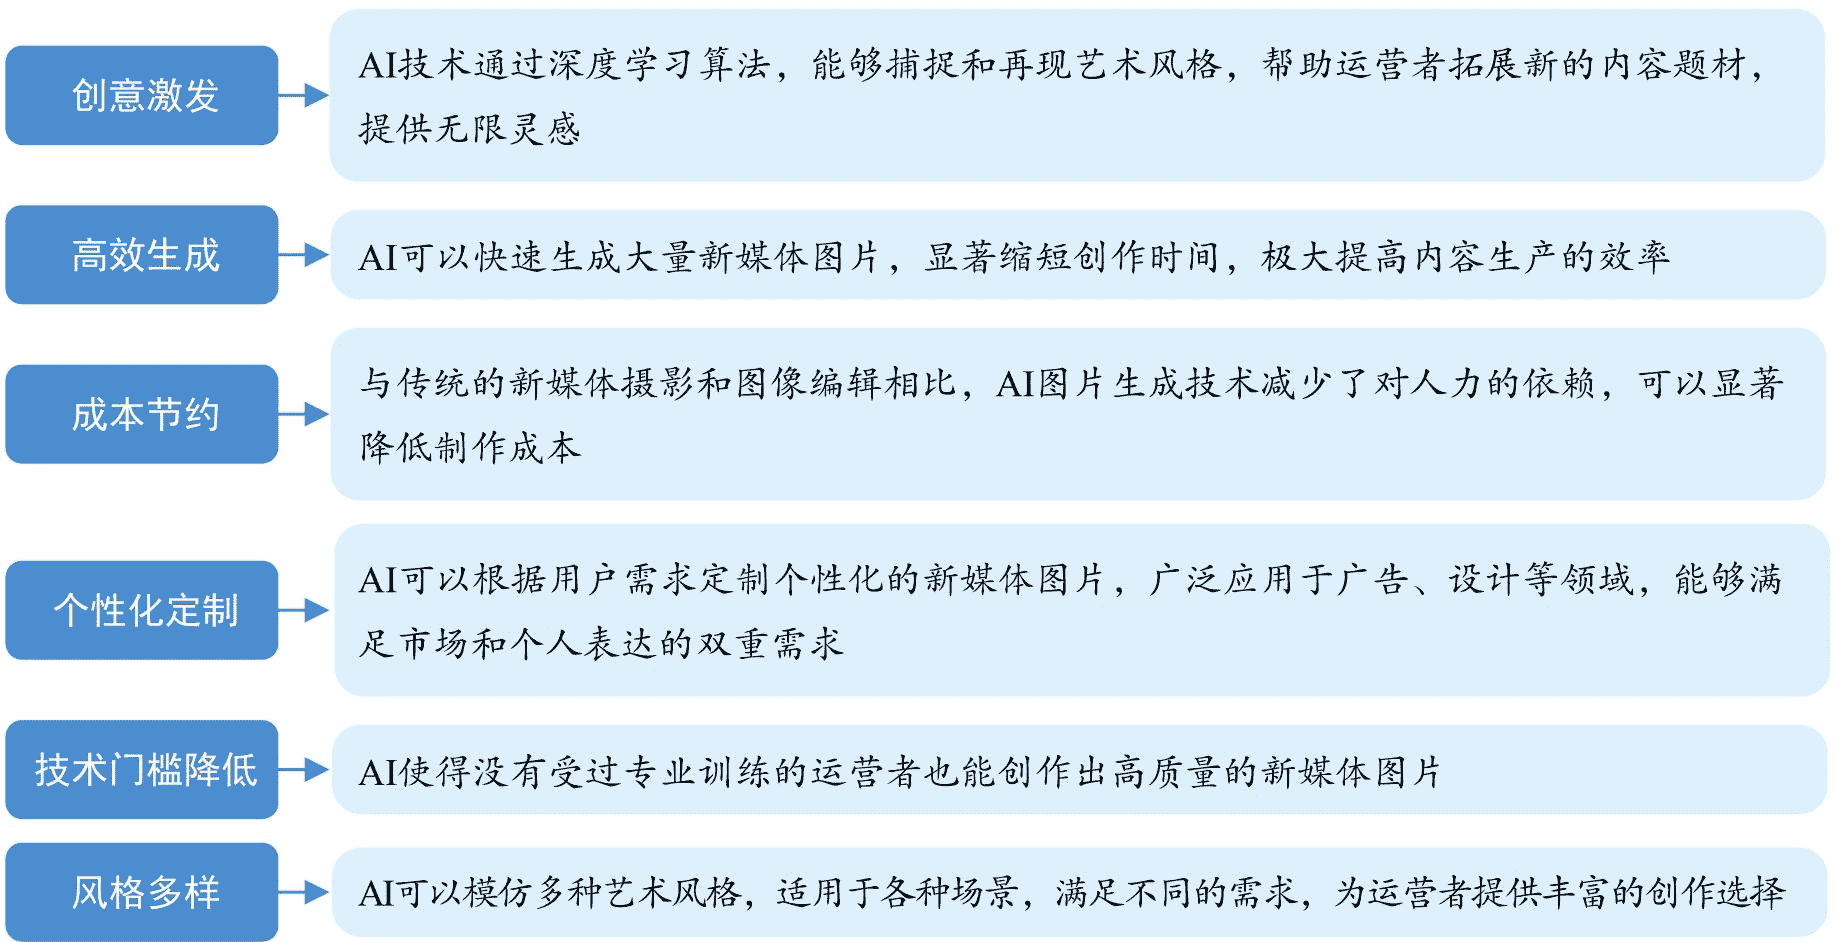 创意激发
AI技术通过深度学习算法，能够捕捉和再现艺术风格，帮助运营者拓展新的内容题材，
提供无限灵感
高效生成
AI可以快速生成大量新媒体图片，显著缩短创作时间，极大提高内容生产的效率
成本节约
与传统的新媒体摄影和图像编辑相比，AI图片生成技术减少了对人力的依赖，可以显著
降低制作成本
个性化定制
AI可以根据用户需求定制个性化的新媒体图片，广泛应用于广告、设计等领域，能够满
足市场和个人表达的双重需求
技术门槛降低
AI使得没有受过专业训练的运营者也能创作出高质量的新媒体图片
风格多样
AI可以模仿多种艺术风格，适用于各种场景，满足不同的需求，为运营者提供丰富的创作选择